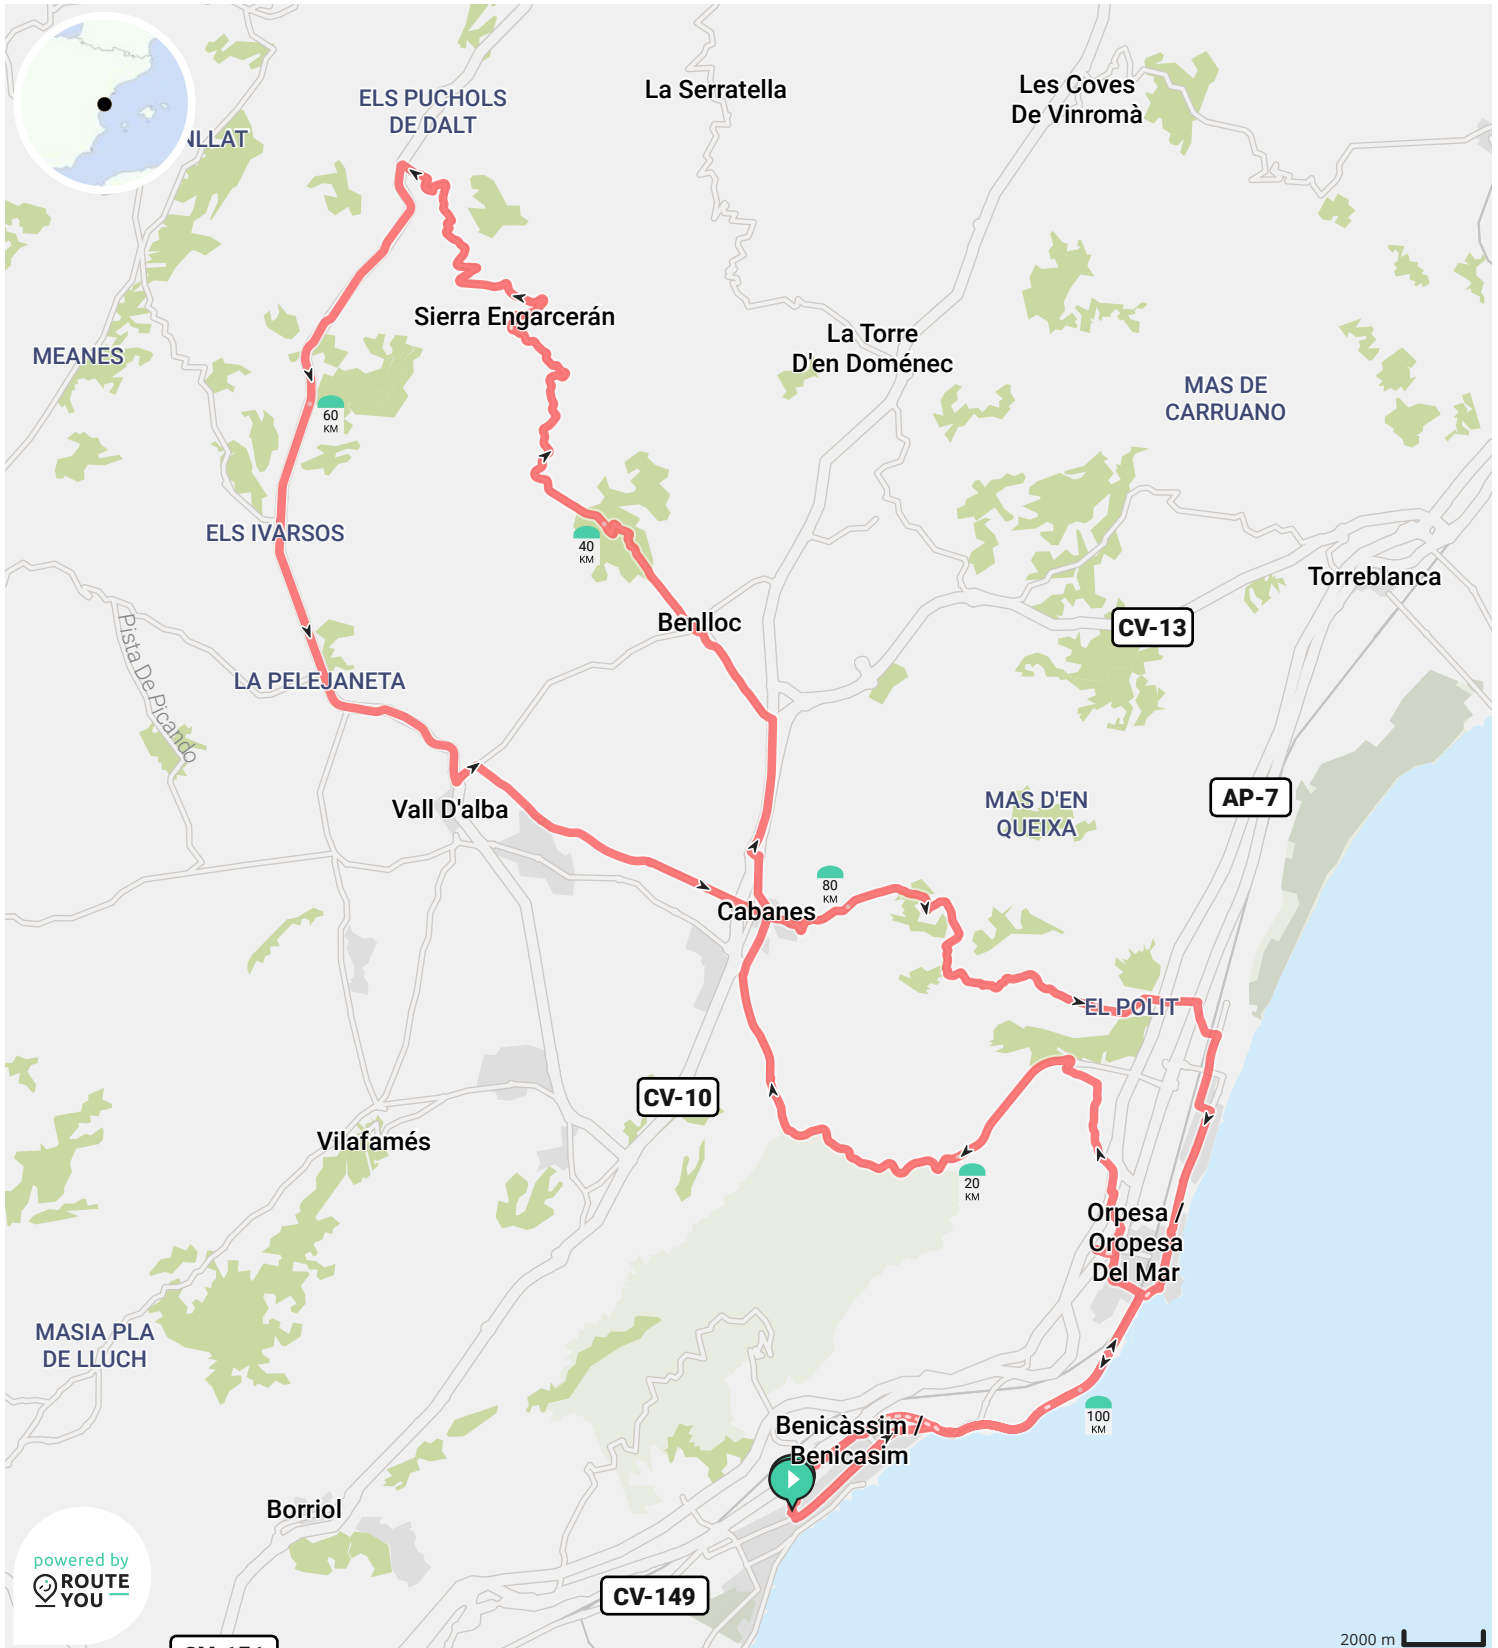 La Serratella
Les Coves
De Vinromà
ELS PUCHOLS
DE DALT
NLLAT
Sierra Engarcerán
La Torre
D'en Doménec
MEANES
MAS DE
CARRUANO
60
KM
ELS IVARSOS
40
KM
Torreblanca
Benlloc
CV-13
Pista De Picando
LA PELEJANETA
AP-7
Vall D'alba
MAS D'EN
QUEIXA
80
KM
Cabanes
EL POLIT
CV-10
Vilafamés
20
KM
Orpesa /
Oropesa
Del Mar
MASIA PLA
DE LLUCH
100
KM
Benicàssim /
Benicasim
Borriol
powered by
ROUTE
YOU
CV-149
2000 m